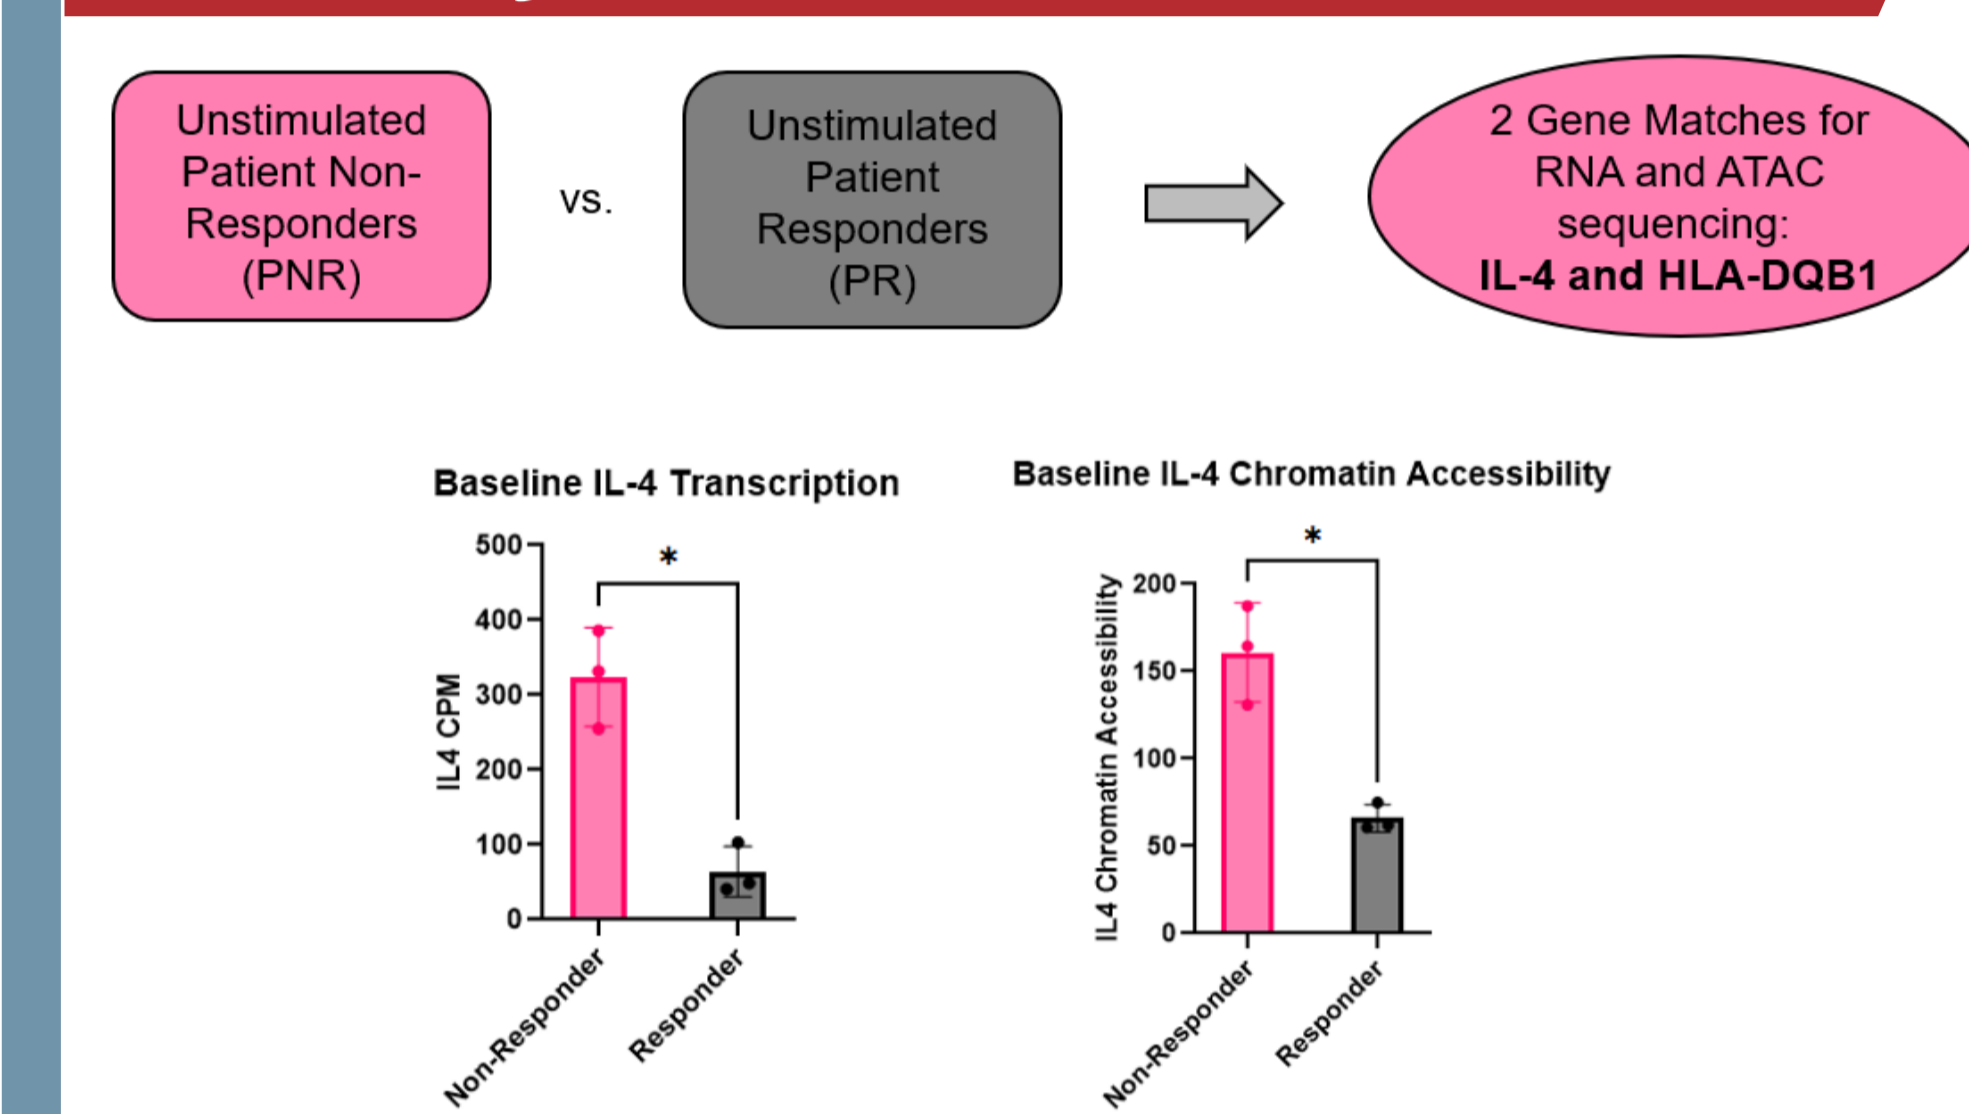 Unstimulated
Patient Non-
Responders
(PNR)
vs.
Unstimulated
Patient
Responders
(PR)
2 Gene Matches for
RNA and ATAC
sequencing:
IL-4 and HLA-DQB1
Baseline IL-4 Transcription
*
500
400
300
200
100
0
IL4 CPM
Non-Responder
Responder
Baseline IL-4 Chromatin Accessibility
*
200
150
100
50
0
IL4 Chromatin Accessibility
Non-Responder
Responder